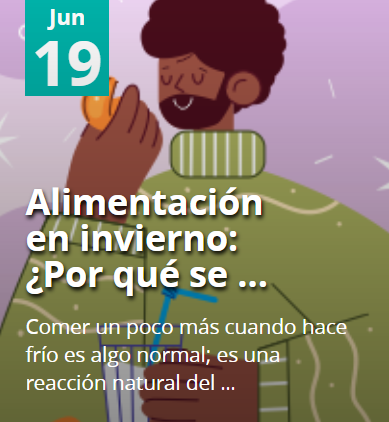 Jun
19
Alimentación
en invierno:
¿Por qué se ...
Comer un poco más cuando hace
frío es algo normal; es una
reacción natural del ...